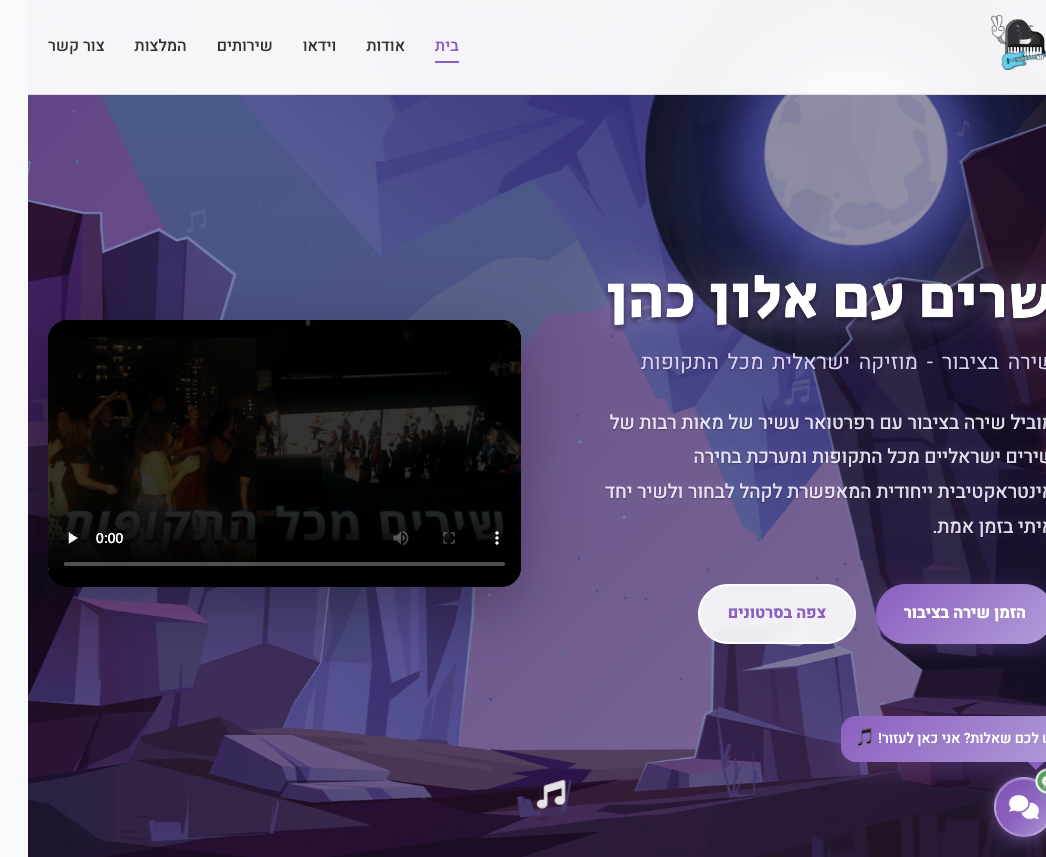 בית
אודות
וידאו
שירותים
המלצות
צור קשר
שרים עם אלון כהן
שירה בציבור - מוזיקה ישראלית מכל התקופות
מוביל שירה בציבור עם רפרטואר עשיר של מאות רבות של
שירים ישראליים מכל התקופות ומערכת בחירה
אינטראקטיבית ייחודית המאפשרת לקהל לבחור ולשיר יחד
איתי בזמן אמת.
הזמן שירה בציבור
צפה בסרטונים
שירים מכל התקופות
0:00
לכם שאלות? אני כאן לעזור! 🎵